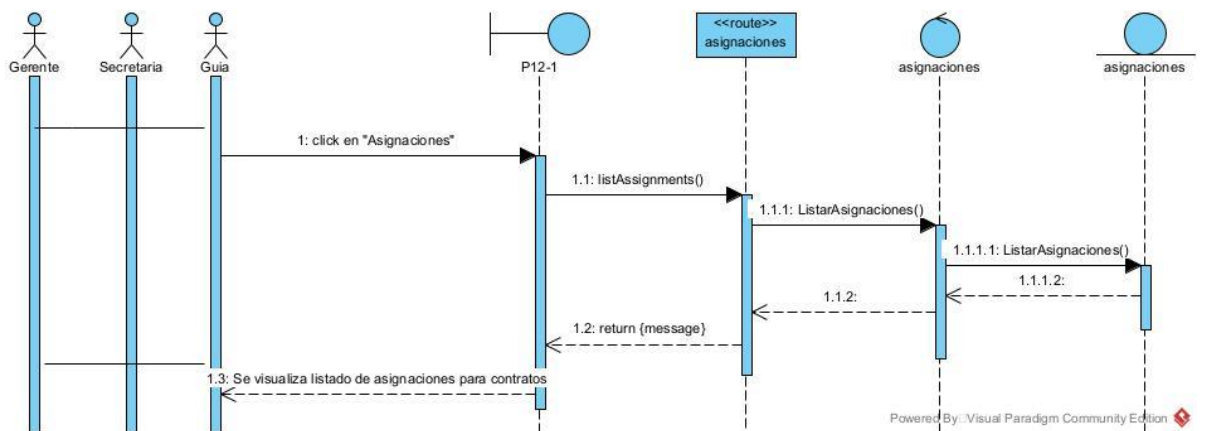 <<route>>
asignaciones
Gerente
Secretaria
Guia
P12-1
asignaciones
asignaciones
1: click en "Asignaciones"
1.1: listAssignments()
1.1.1: ListarAsignaciones()
1.1.1.1: ListarAsignaciones()
1.1.1.2:
1.1.2:
1.2: return {message}
1.3: Se visualiza listado de asignaciones para contratos
Powered By Visual Paradigm Community Edition